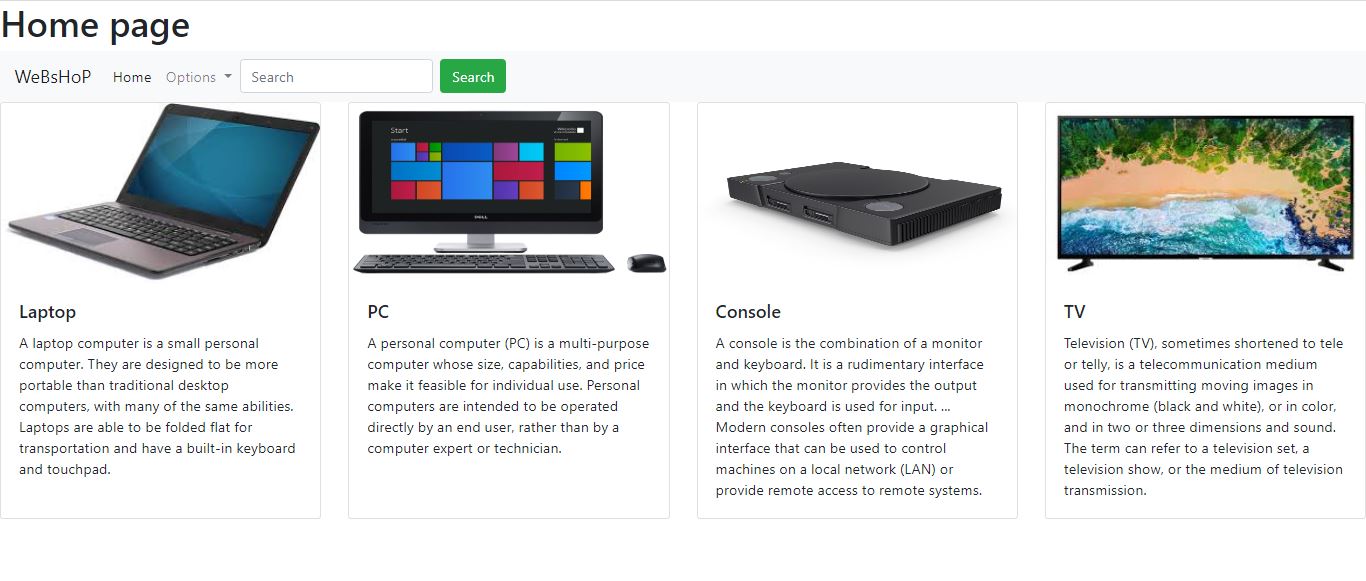 Home page
WeBsHoP Home Options Search Search
Start
DELL
Laptop
A laptop computer is a small personal
computer. They are designed to be more
portable than traditional desktop
computers, with many of the same abilities.
Laptops are able to be folded flat for
transportation and have a built-in keyboard
and touchpad.
PC
A personal computer (PC) is a multi-purpose
computer whose size, capabilities, and price
make it feasible for individual use. Personal
computers are intended to be operated
directly by an end user, rather than by a
computer expert or technician.
Console
A console is the combination of a monitor
and keyboard. It is a rudimentary interface
in which the monitor provides the output
and the keyboard is used for input. ...
Modern consoles often provide a graphical
interface that can be used to control
machines on a local network (LAN) or
provide remote access to remote systems.
TV
Television (TV), sometimes shortened to tele
or telly, is a telecommunication medium
used for transmitting moving images in
monochrome (black and white), or in color,
and in two or three dimensions and sound.
The term can refer to a television set, a
television show, or the medium of television
transmission.